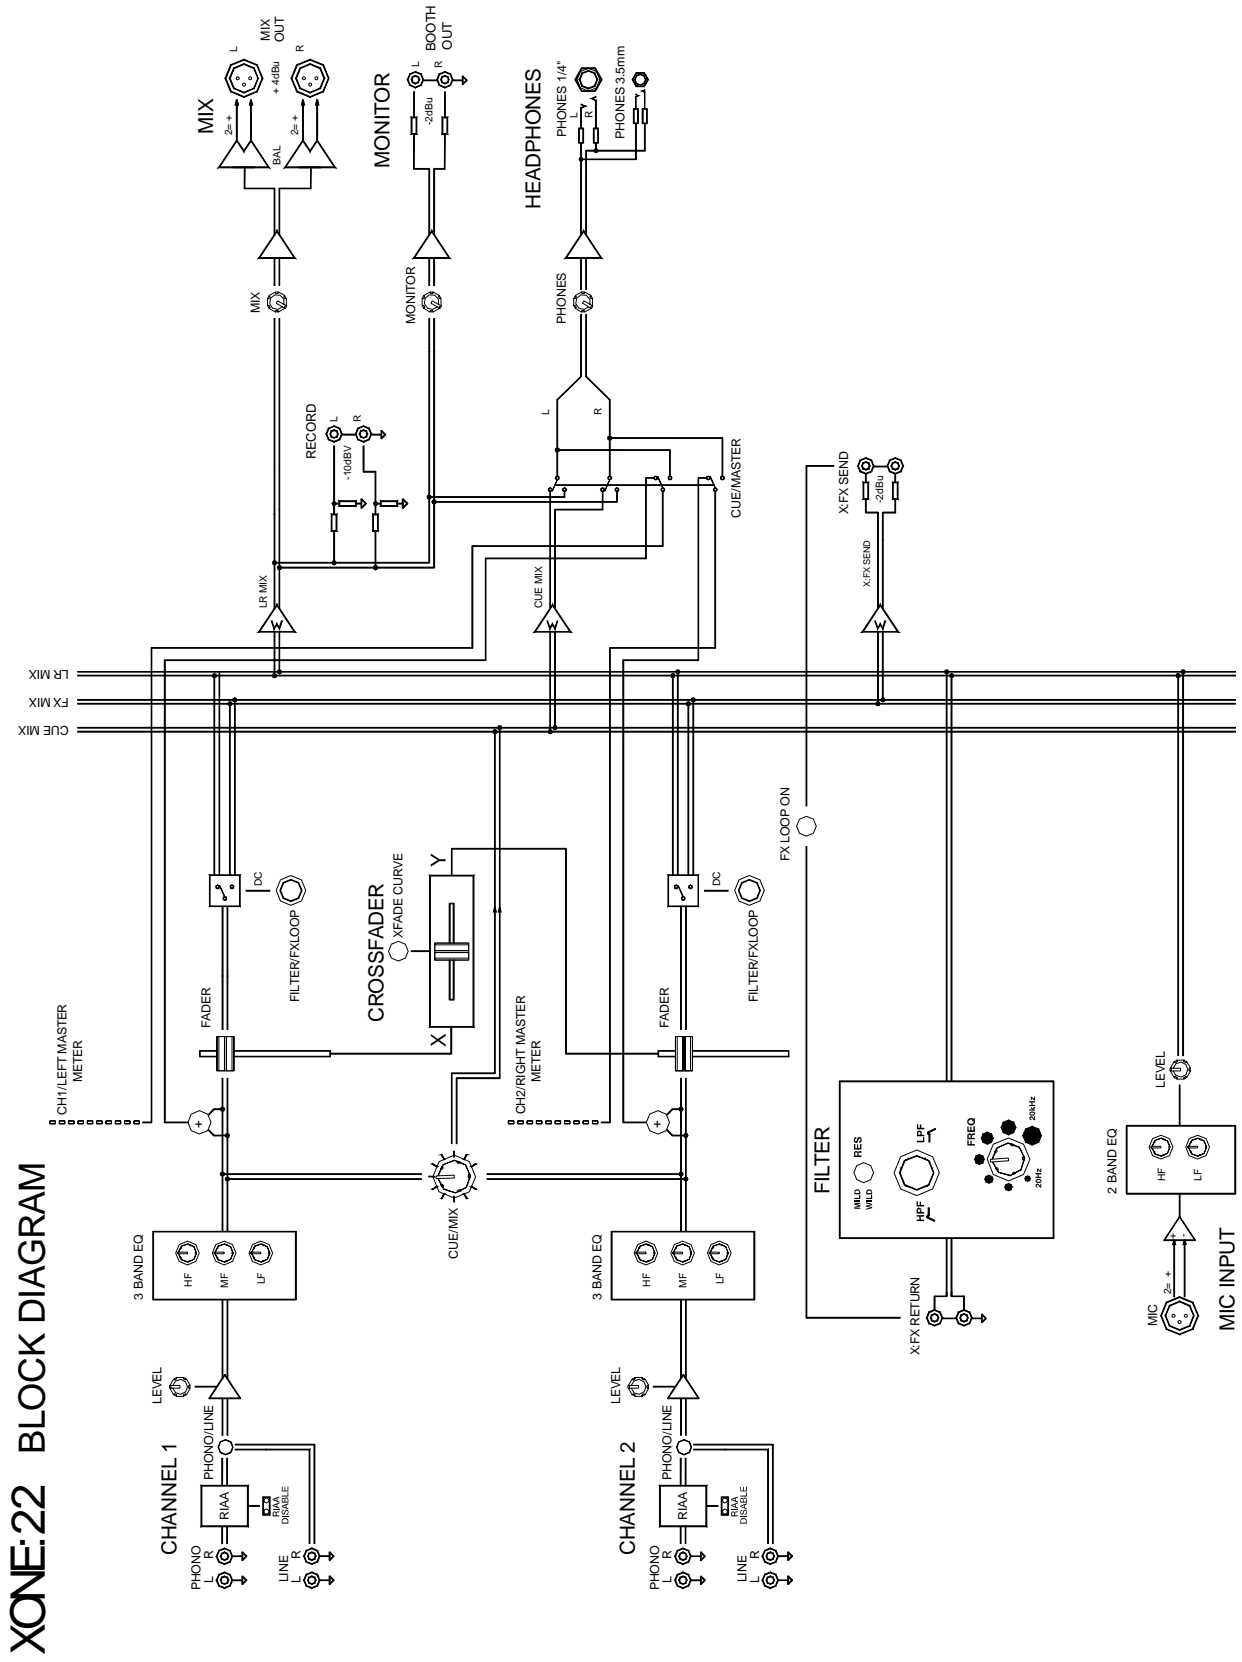 XONE:22 BLOCK DIAGRAM
CHANNEL 1
PHONO
L
R
LINE
L
R
RIAA
RIAA
DISABLE
PHONO/LINE
LEVEL
3 BAND EQ
HF
MF
LF
CH1/LEFT MASTER
METER
+
FADER
DC
FILTER/FXLOOP
CUE/MIX
CROSSFADER
XFADE CURVE
X
Y
CHANNEL 2
PHONO
L
R
LINE
L
R
RIAA
RIAA
DISABLE
PHONO/LINE
LEVEL
3 BAND EQ
HF
MF
LF
CH2/RIGHT MASTER
METER
+
FADER
DC
FILTER/FXLOOP
X:FX RETURN
FILTER
MILD
WILD
RES
HPF
LPF
FREQ
20Hz
20kHz
FX LOOP ON
MIC INPUT
MIC
2= +
+
-
2 BAND EQ
HF
LF
LEVEL
CUE MIX
FX MIX
LR MIX
LR MIX
CUE MIX
X:FX SEND
X:FX SEND
-2dBu
RECORD
L
R
-10dBV
CUE/MASTER
L
R
MIX
MIX
BAL
2= +
2= +
L
R
+ 4dBu
MIX
OUT
MONITOR
MONITOR
-2dBu
L
R
BOOTH
OUT
PHONES
HEADPHONES
PHONES 1/4"
L
R
PHONES 3.5mm